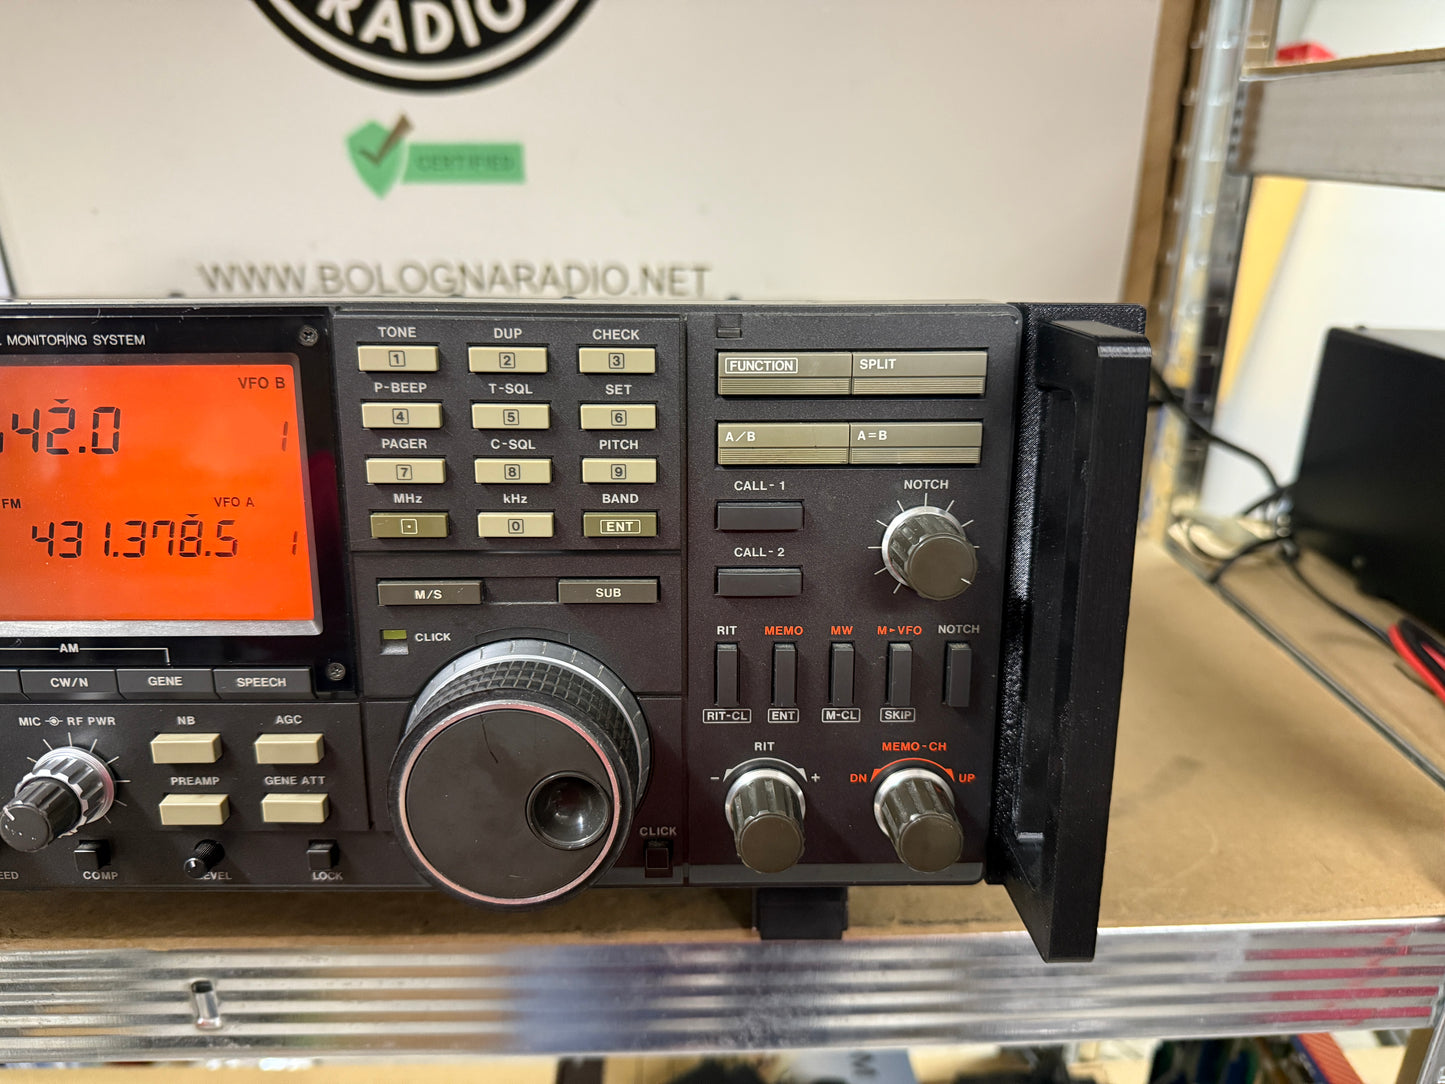 RADIO
CERTIFIED
WWW.BOLOGNARADIO.NET
MONITORING SYSTEM
VFO B
42.0
1
FM
VFO A
431.378.5
1
AM
CW/N
GENE
SPEECH
MIC
RF PWR
NB
AGC
PREAMP
GENE ATT
COMP
LEVEL
LOCK
TONE
DUP
CHECK
1
2
3
P-BEEP
T-SQL
SET
4
5
6
PAGER
C-SQL
PITCH
7
8
9
MHz
kHz
BAND
.
0
ENT
M/S
SUB
CLICK
CLICK
FUNCTION
SPLIT
A/B
A=B
CALL-1
CALL-2
NOTCH
RIT
MEMO
MW
M►VFO
NOTCH
RIT-CL
ENT
M-CL
SKIP
RIT
- +
MEMO-CH
DN
UP